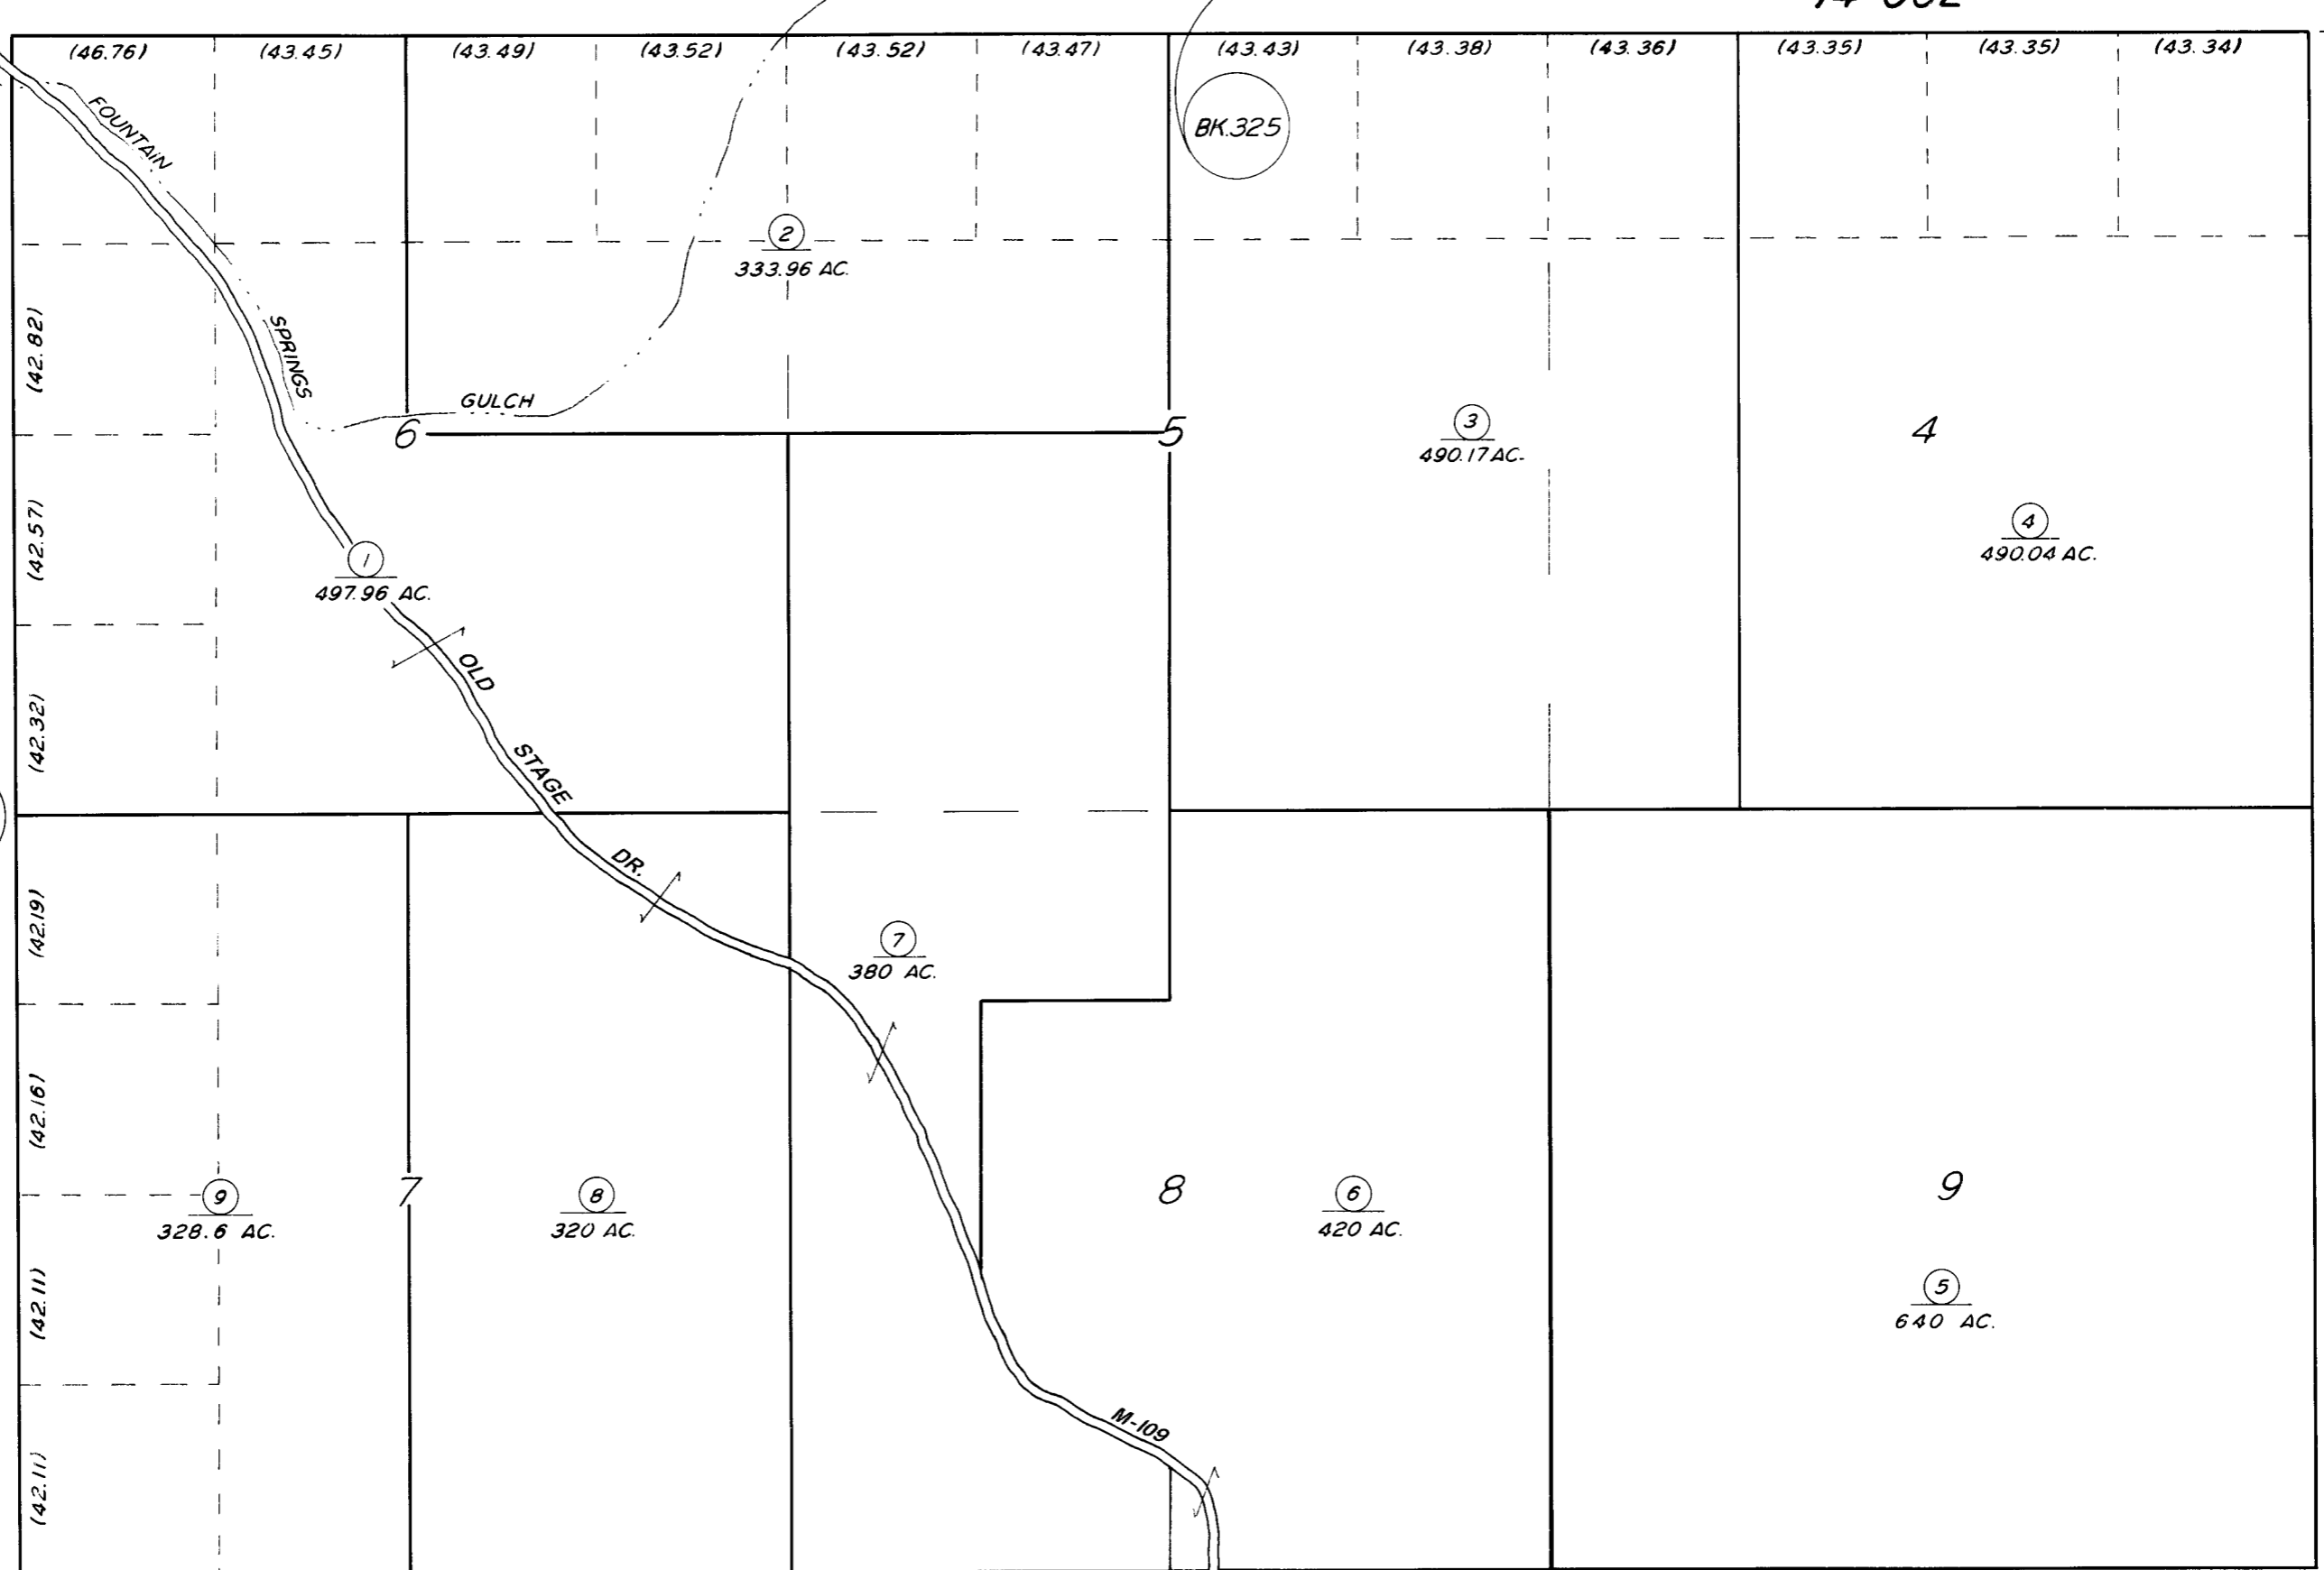 (46.76) (43.45) (43.49) (43.52) (43.52) (43.47) (43.43) (43.38) (43.36) (43.35) (43.35) (43.34)
BK.325
FOUNTAIN
SPRINGS
GULCH
2
333.96 AC.
(42.82)
6
5
3
490.17 AC.
4
4
490.04 AC.
(42.57)
1
497.96 AC.
OLD
STAGE
DR.
(42.32)
(42.19)
7
380 AC.
(42.16)
9
328.6 AC.
7
8
320 AC.
8
6
420 AC.
9
5
640 AC.
(42.11)
M-109
(42.11)